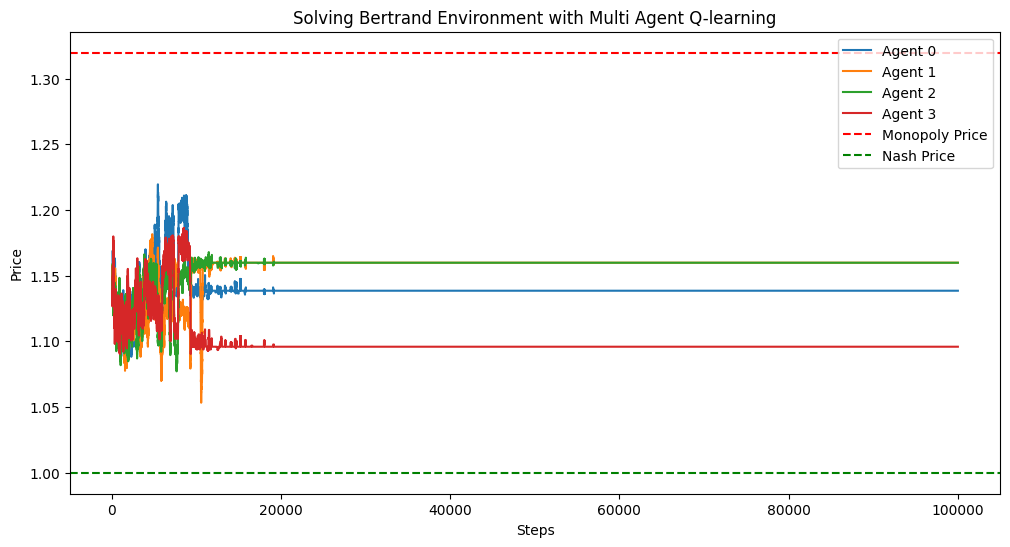 Solving Bertrand Environment with Multi Agent Q-learning
Agent 0
Agent 1
Agent 2
Agent 3
Monopoly Price
Nash Price
Price
1.30
1.25
1.20
1.15
1.10
1.05
1.00
0
20000
40000
60000
80000
100000
Steps